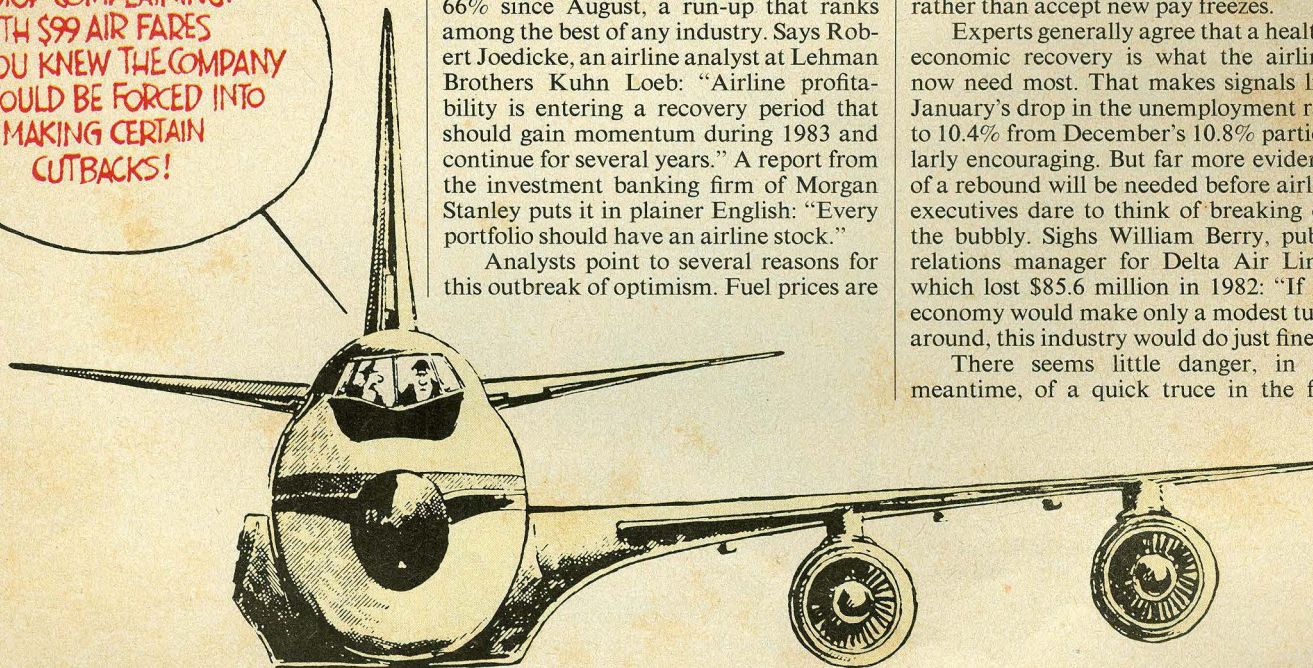 TH $99 AIR FARES
OU KNEW THE COMPANY
OULD BE FORCED INTO
MAKING CERTAIN
CUTBACKS!
66% since August, a run-up that ranks
among the best of any industry. Says Rob-
ert Joedicke, an airline analyst at Lehman
Brothers Kuhn Loeb: “Airline profita-
bility is entering a recovery period that
should gain momentum during 1983 and
continue for several years.” A report from
the investment banking firm of Morgan
Stanley puts it in plainer English: “Every
portfolio should have an airline stock.”
Analysts point to several reasons for
this outbreak of optimism. Fuel prices are
rather than accept new pay freezes.
Experts generally agree that a healt
economic recovery is what the airlin
now need most. That makes signals li
January’s drop in the unemployment r
to 10.4% from December’s 10.8% partic
larly encouraging. But far more eviden
of a rebound will be needed before airl
executives dare to think of breaking
the bubbly. Sighs William Berry, pub
relations manager for Delta Air Lin
which lost $85.6 million in 1982: “If
economy would make only a modest tu
around, this industry would do just fine
There seems little danger, in
meantime, of a quick truce in the f